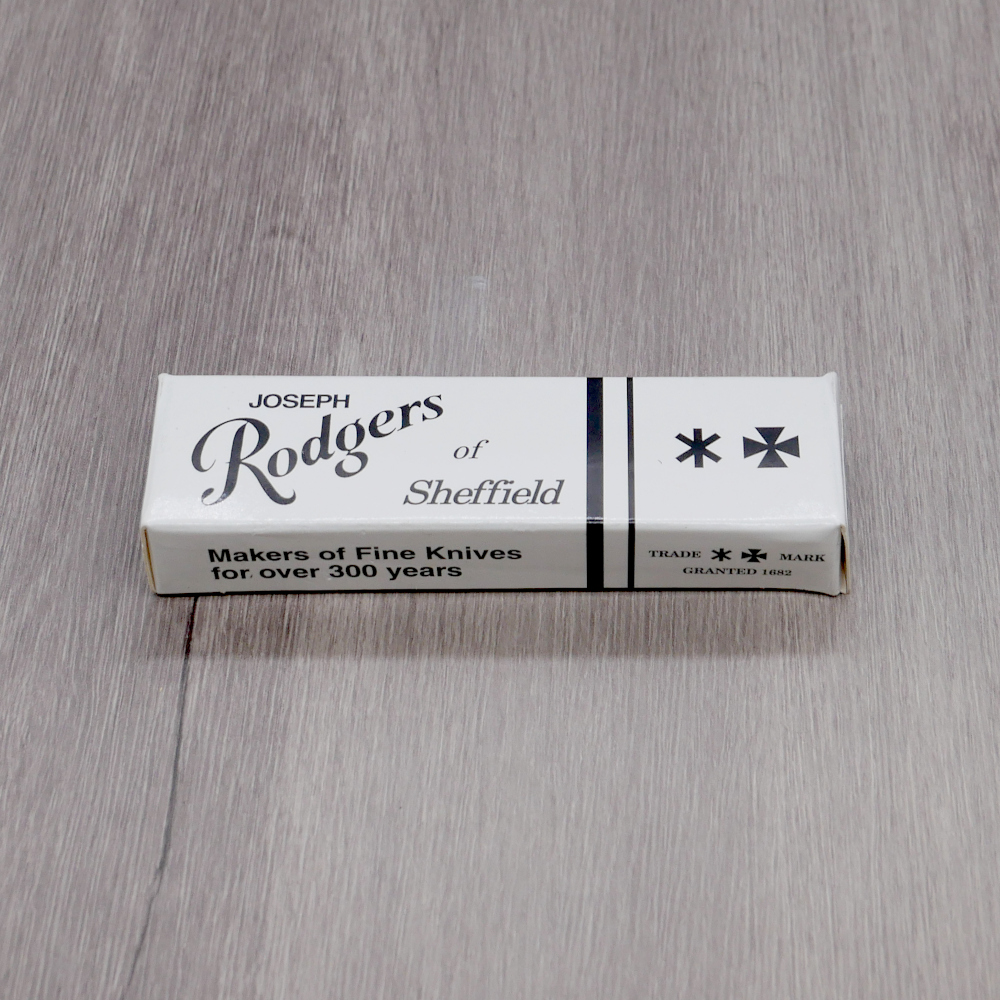 JOSEPH
Rodgers
of
Sheffield
Makers of Fine Knives
for over 300 years
TRADE MARK
GRANTED 1682